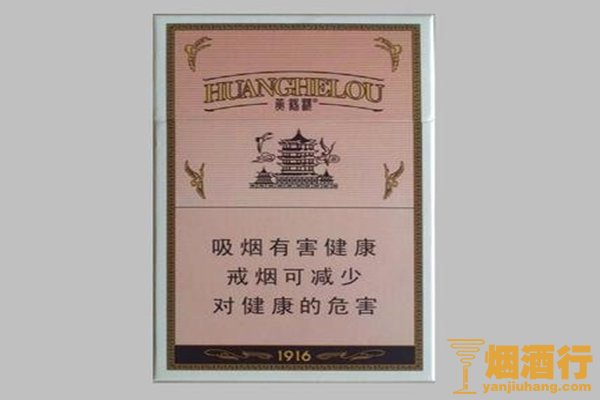 HUANGHELOU
黄鹤楼®
吸烟有害健康
戒烟可减少
对健康的危害
1916
烟酒行
yanjiuhang.com